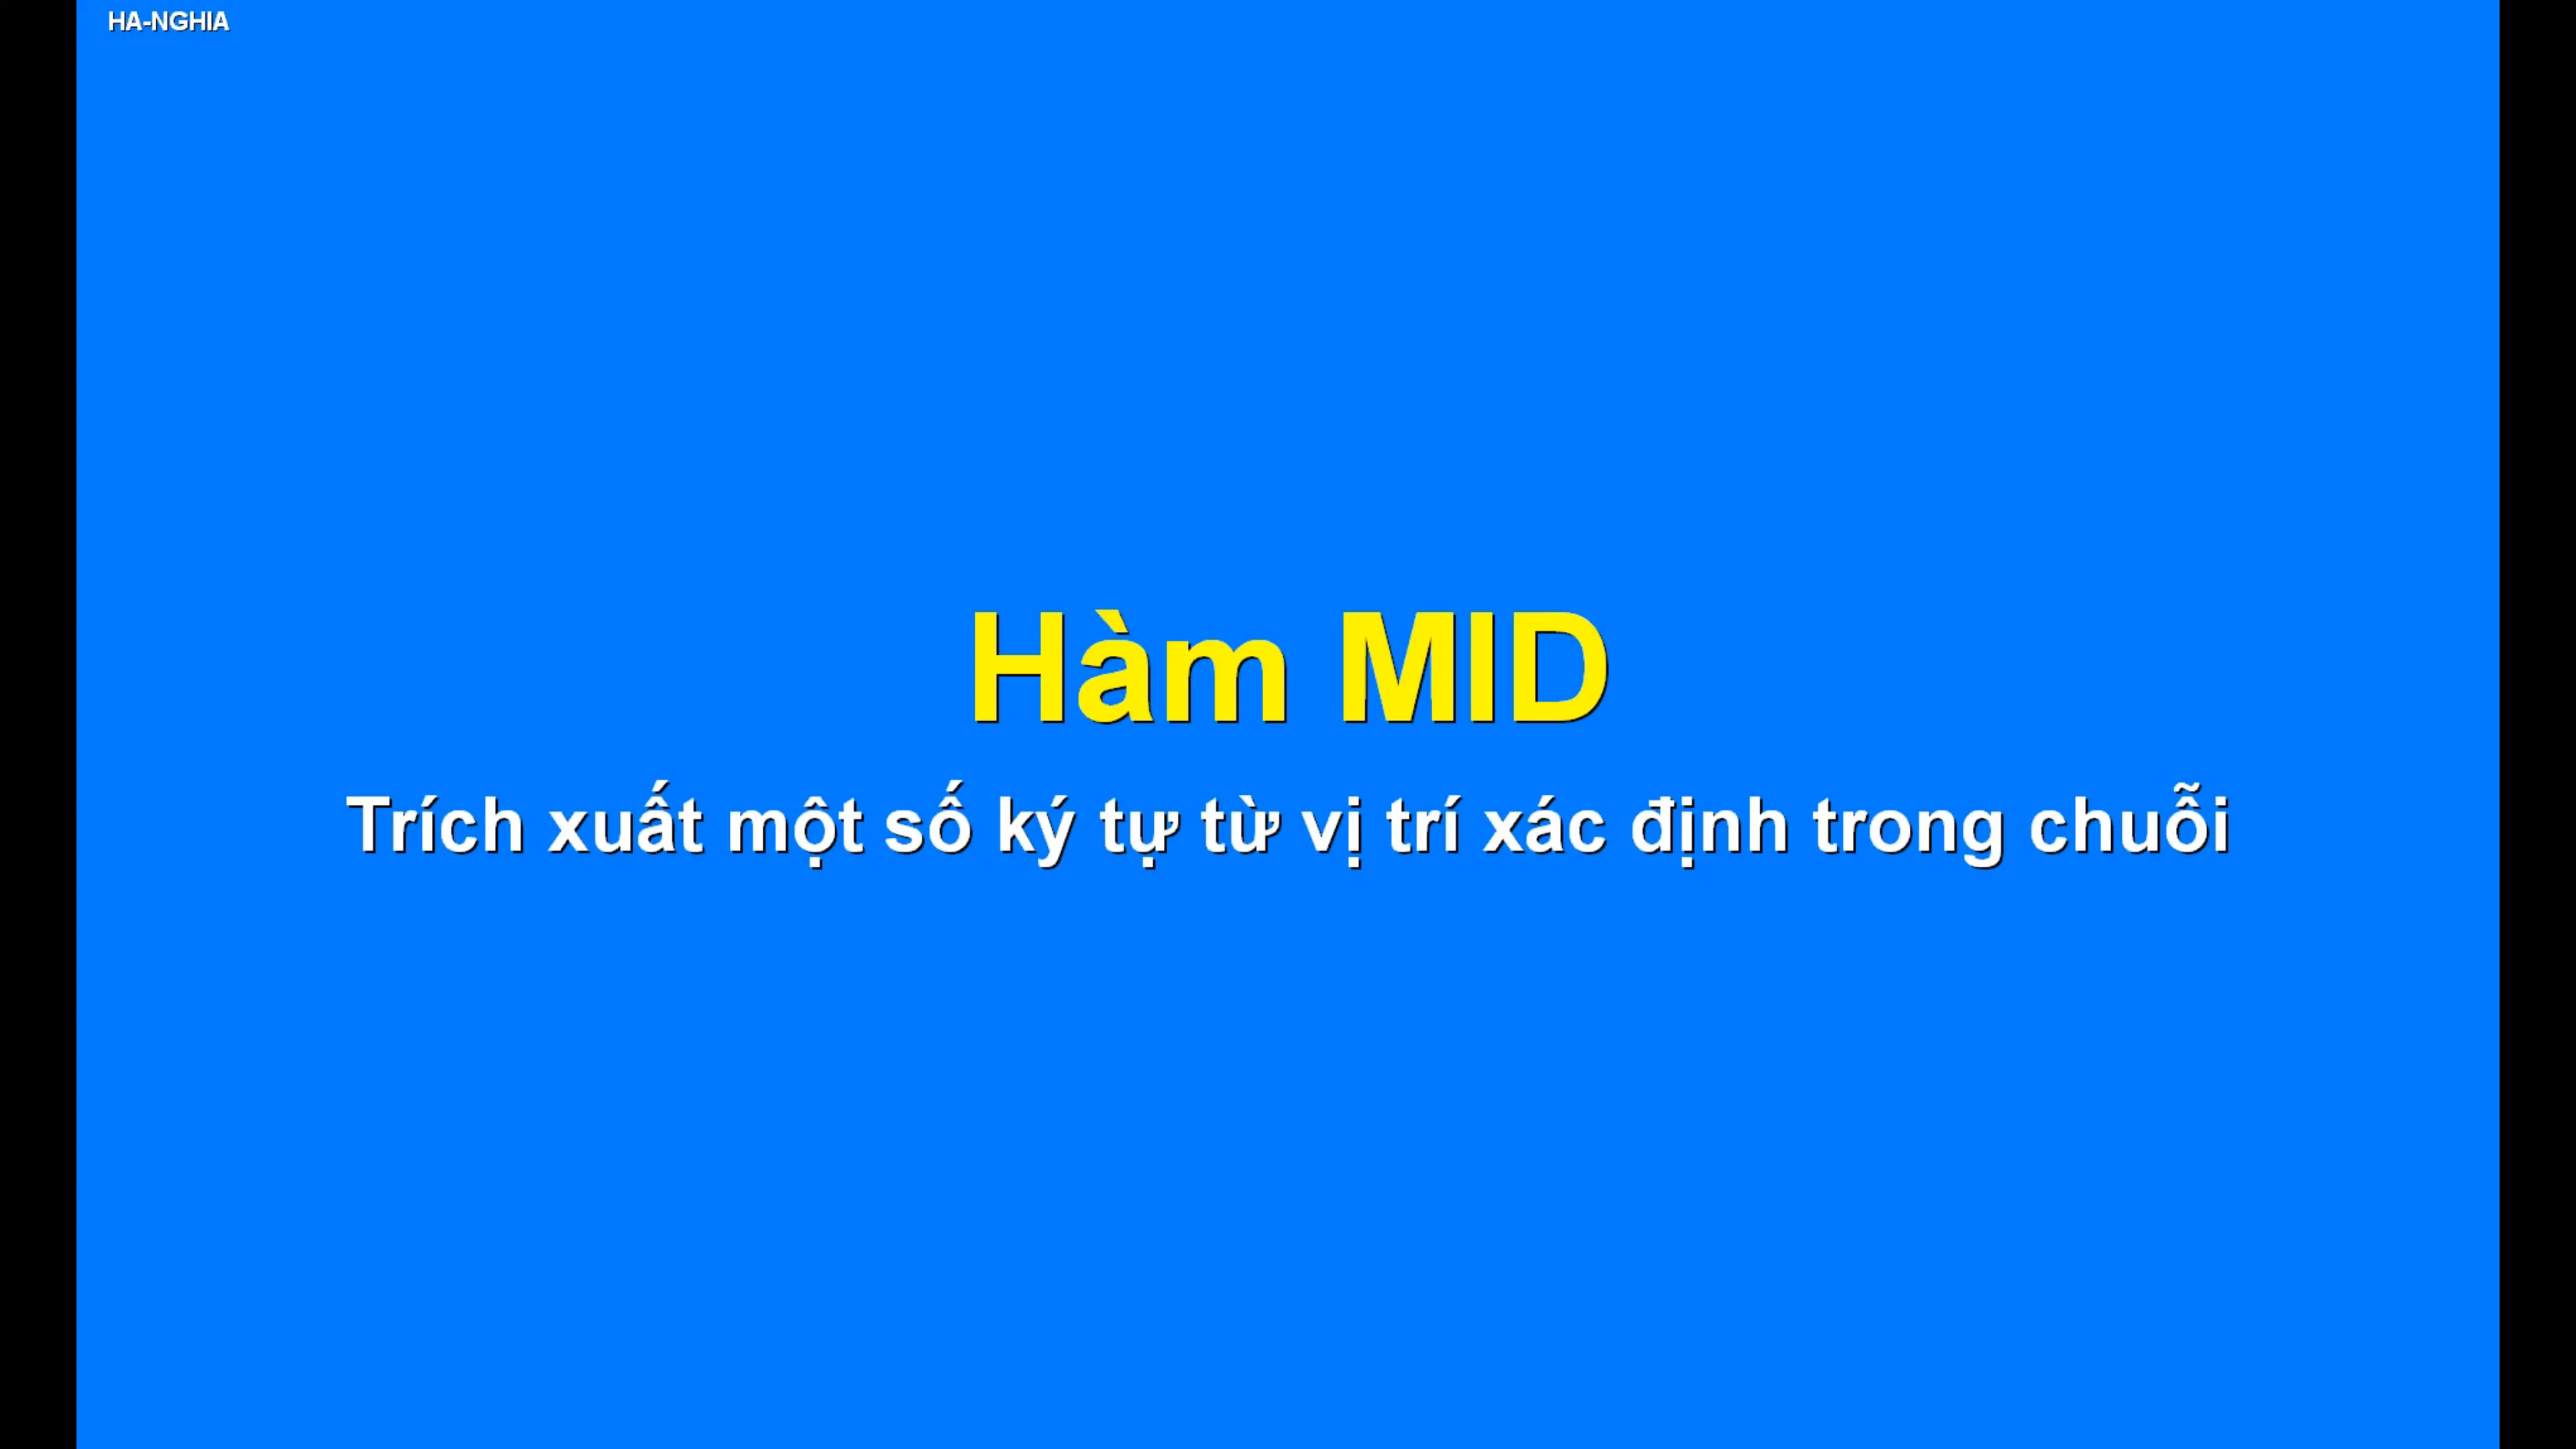 HA-NGHIA
Hàm MID
Trích xuất một số ký tự từ vị trí xác định trong chuỗi